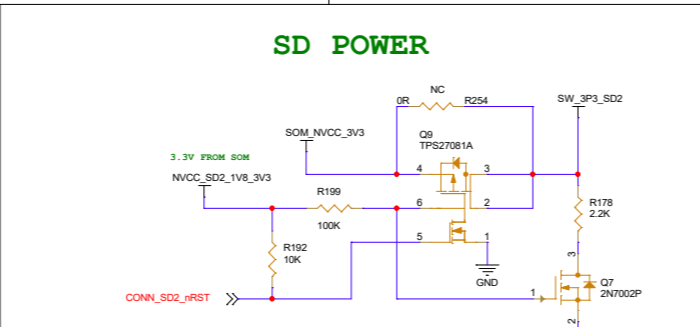 SD POWER
NC
0R
R254
SW_3P3_SD2
SOM_NVCC_3V3
Q9
TPS27081A
3.3V FROM SOM
4
3
NVCC_SD2_1V8_3V3
R199
100K
6
2
R178
2.2K
5
1
R192
10K
3
GND
Q7
2N7002P
1
CONN_SD2_nRST
2